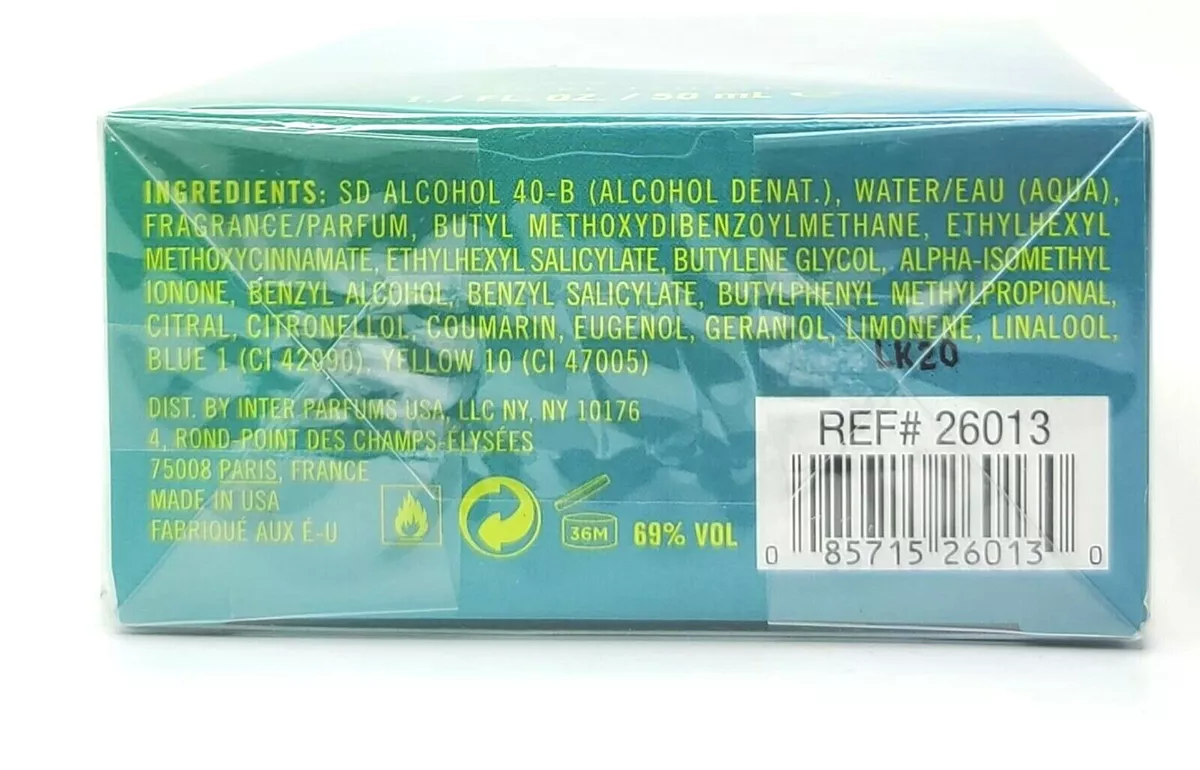 1.7 FL. OZ. / 50 mL e
INGREDIENTS: SD ALCOHOL 40-B (ALCOHOL DENAT.), WATER/EAU (AQUA),
FRAGRANCE/PARFUM, BUTYL METHOXYDIBENZOYLMETHANE, ETHYLHEXYL
METHOXYCINNAMATE, ETHYLHEXYL SALICYLATE, BUTYLENE GLYCOL, ALPHA-ISOMETHYL
IONONE, BENZYL ALCOHOL, BENZYL SALICYLATE, BUTYLPHENYL METHYLPROPIONAL,
CITRAL, CITRONELLOL, COUMARIN, EUGENOL, GERANIOL, LIMONENE, LINALOOL,
BLUE 1 (CI 42090), YELLOW 10 (CI 47005)
LK20
DIST. BY INTER PARFUMS USA, LLC NY, NY 10176
4, ROND-POINT DES CHAMPS-ÉLYSÉES
75008 PARIS, FRANCE
MADE IN USA
FABRIQUÉ AUX É-U
36M
69% VOL
REF# 26013
0 85715 26013 0